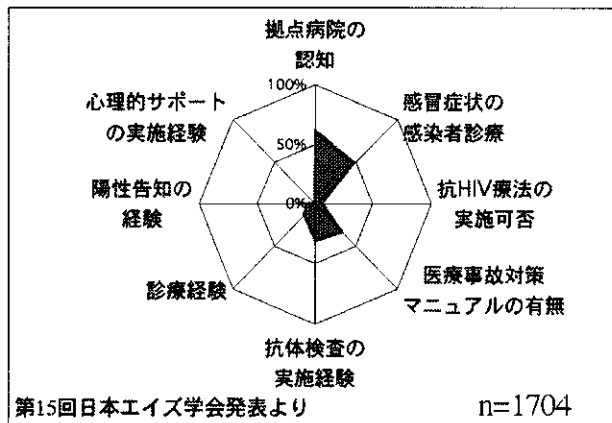 拠点病院の
認知
100%
50%
0%
感冒症状の
感染者診療
抗HIV療法の
実施可否
医療事故対策
マニュアルの有無
抗体検査の
実施経験
診療経験
陽性告知の
経験
心理的サポート
の実施経験
第15回日本エイズ学会発表より
n=1704